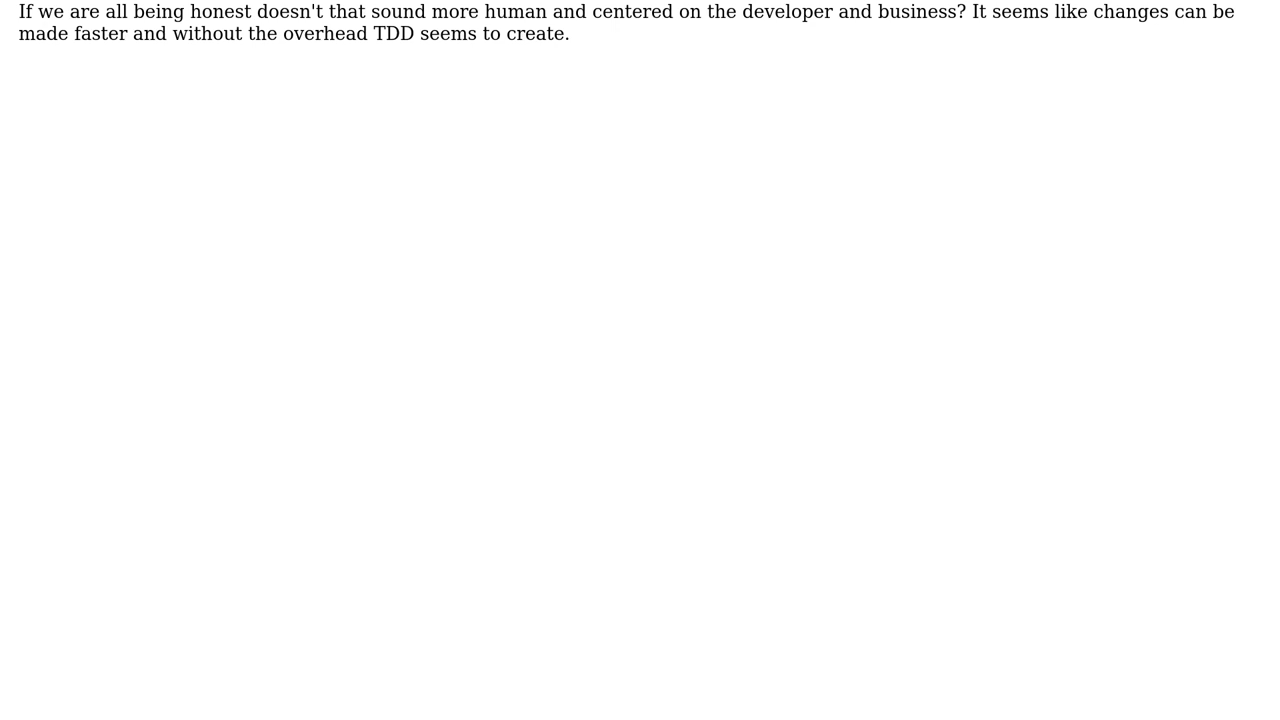 If we are all being honest doesn't that sound more human and centered on the developer and business? It seems like changes can be
made faster and without the overhead TDD seems to create.